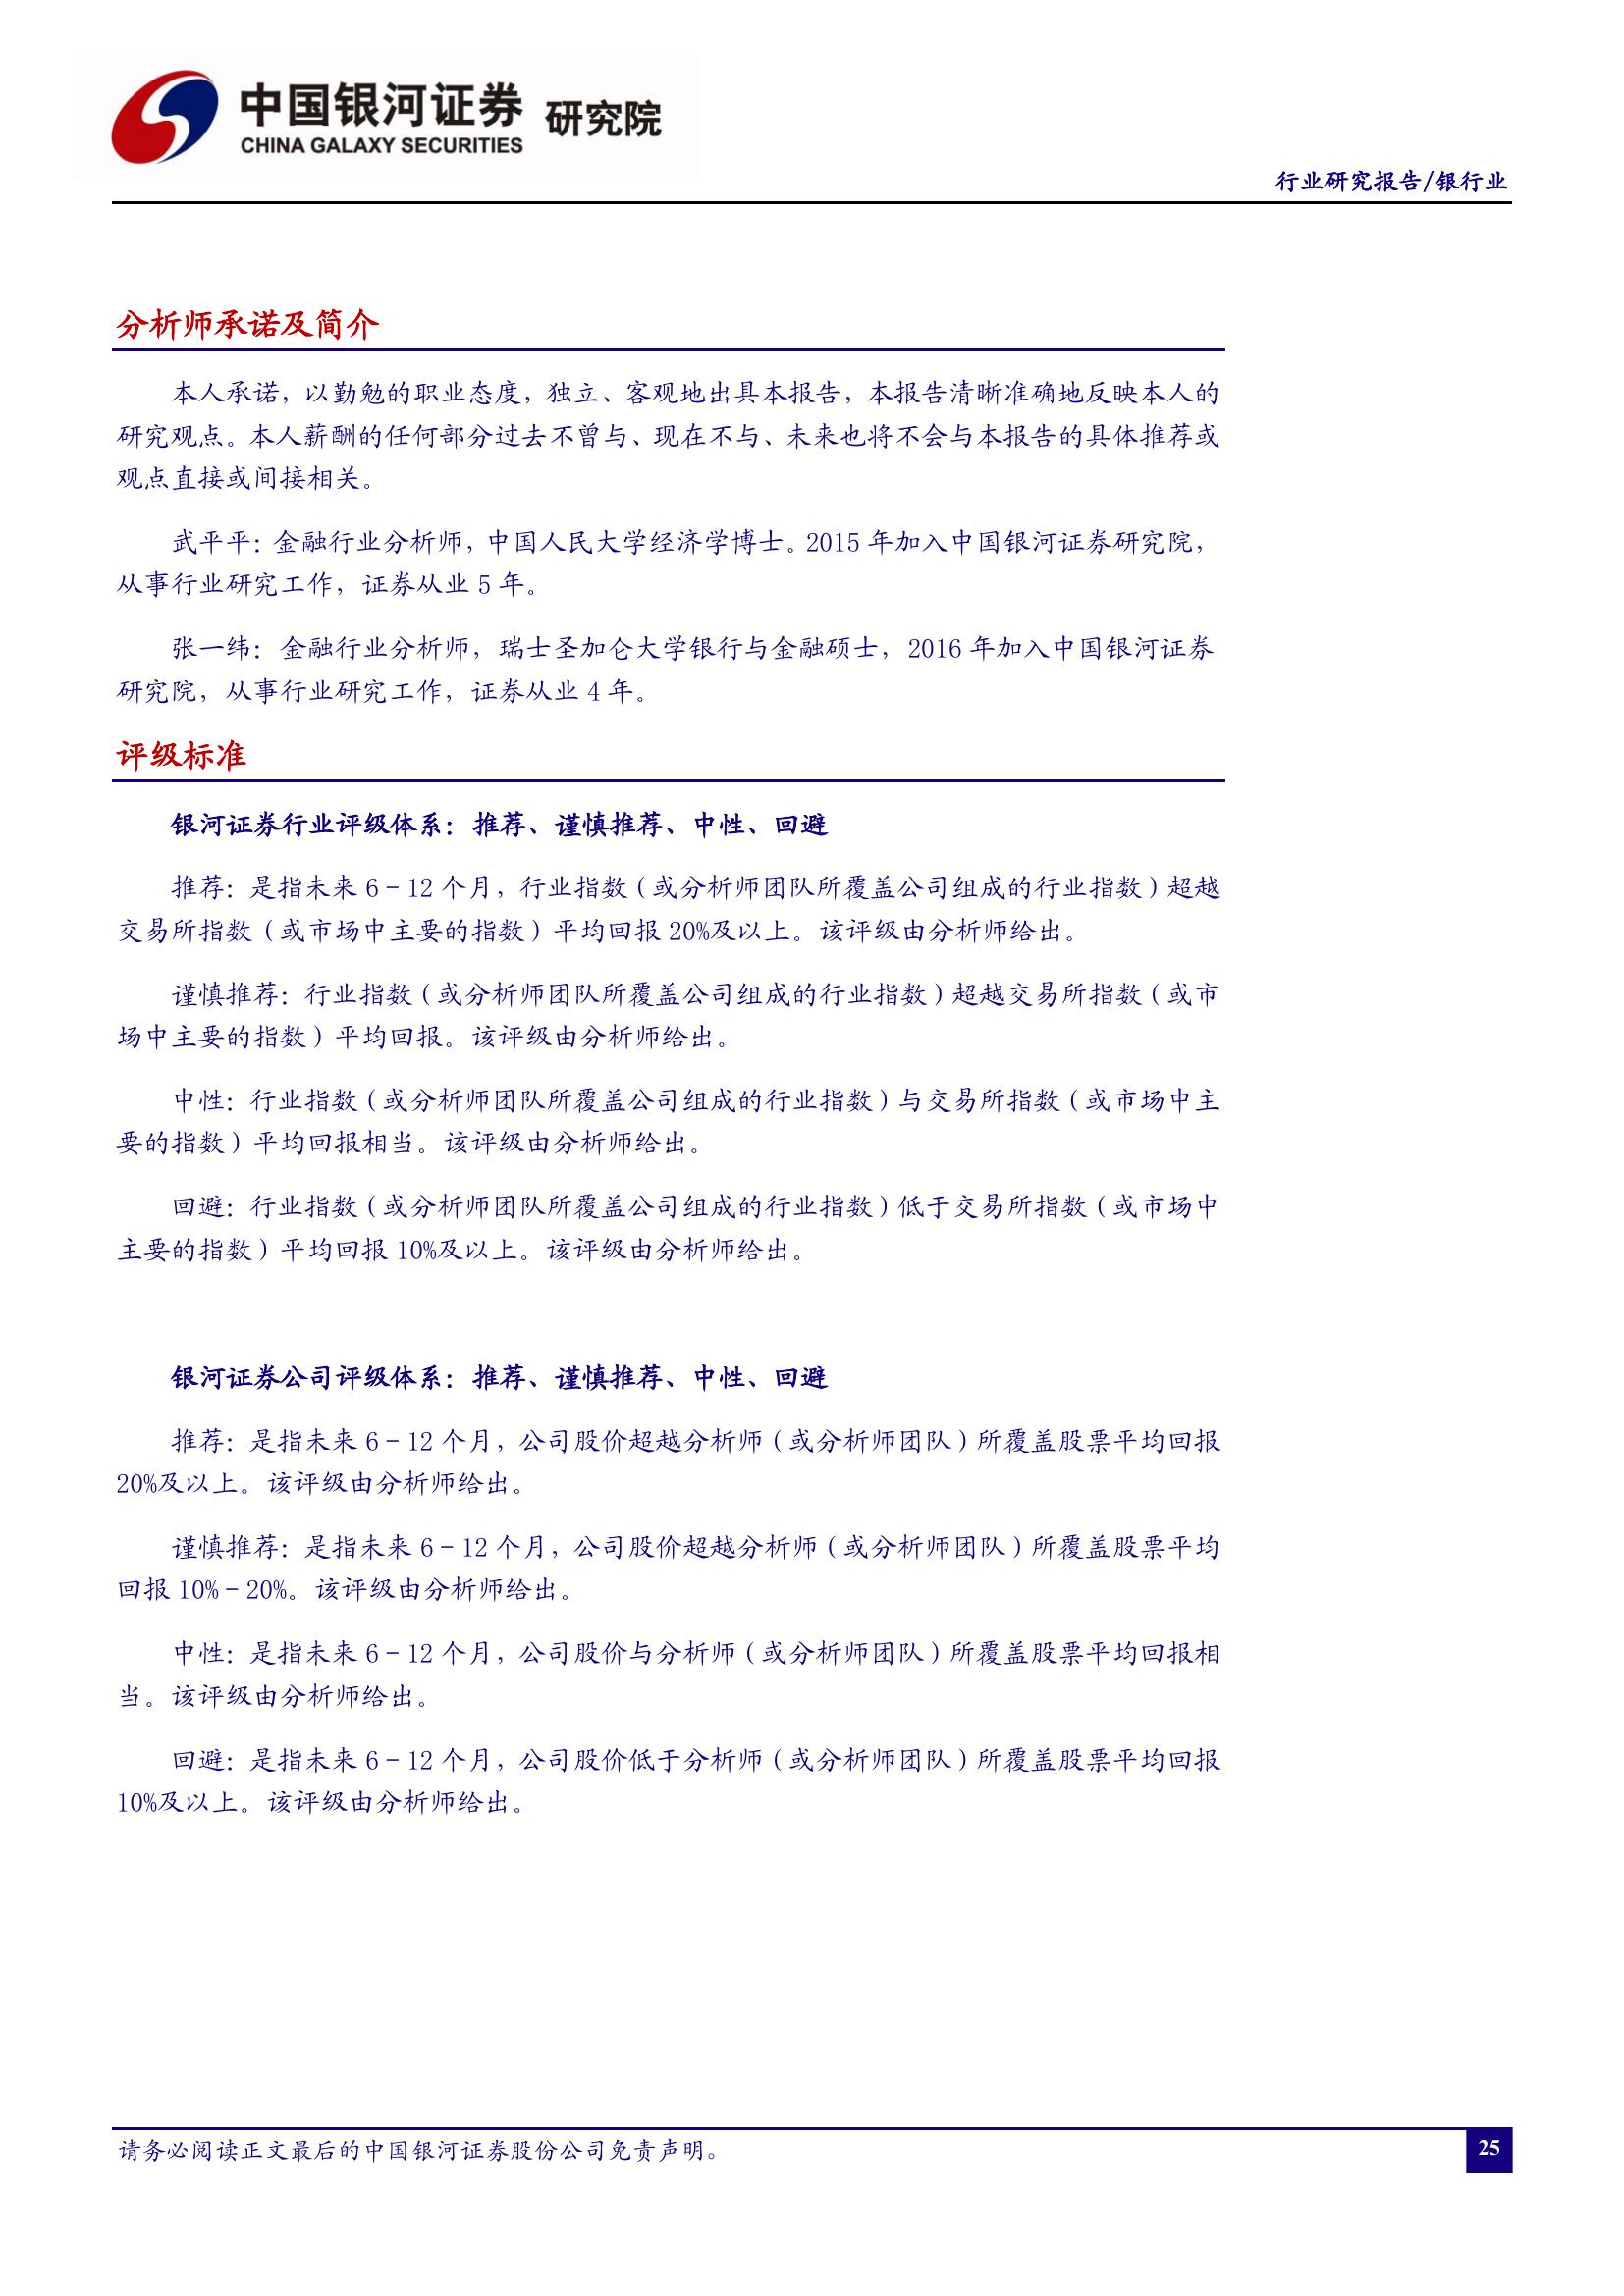 中国银河证券 研究院
CHINA GALAXY SECURITIES
行业研究报告/银行业
分析师承诺及简介
本人承诺，以勤勉的职业态度，独立、客观地出具本报告，本报告清晰准确地反映本人的
研究观点。本人薪酬的任何部分过去不曾与、现在不与、未来也将不会与本报告的具体推荐或
观点直接或间接相关。
武平平：金融行业分析师，中国人民大学经济学博士。2015 年加入中国银河证券研究院，
从事行业研究工作，证券从业 5 年。
张一纬：金融行业分析师，瑞士圣加仑大学银行与金融硕士，2016 年加入中国银河证券
研究院，从事行业研究工作，证券从业 4 年。
评级标准
银河证券行业评级体系：推荐、谨慎推荐、中性、回避
推荐：是指未来 6－12 个月，行业指数（或分析师团队所覆盖公司组成的行业指数）超越
交易所指数（或市场中主要的指数）平均回报 20%及以上。该评级由分析师给出。
谨慎推荐：行业指数（或分析师团队所覆盖公司组成的行业指数）超越交易所指数（或市
场中主要的指数）平均回报。该评级由分析师给出。
中性：行业指数（或分析师团队所覆盖公司组成的行业指数）与交易所指数（或市场中主
要的指数）平均回报相当。该评级由分析师给出。
回避：行业指数（或分析师团队所覆盖公司组成的行业指数）低于交易所指数（或市场中
主要的指数）平均回报 10%及以上。该评级由分析师给出。
银河证券公司评级体系：推荐、谨慎推荐、中性、回避
推荐：是指未来 6－12 个月，公司股价超越分析师（或分析师团队）所覆盖股票平均回报
20%及以上。该评级由分析师给出。
谨慎推荐：是指未来 6－12 个月，公司股价超越分析师（或分析师团队）所覆盖股票平均
回报 10%－20%。该评级由分析师给出。
中性：是指未来 6－12 个月，公司股价与分析师（或分析师团队）所覆盖股票平均回报相
当。该评级由分析师给出。
回避：是指未来 6－12 个月，公司股价低于分析师（或分析师团队）所覆盖股票平均回报
10%及以上。该评级由分析师给出。
请务必阅读正文最后的中国银河证券股份公司免责声明。
25